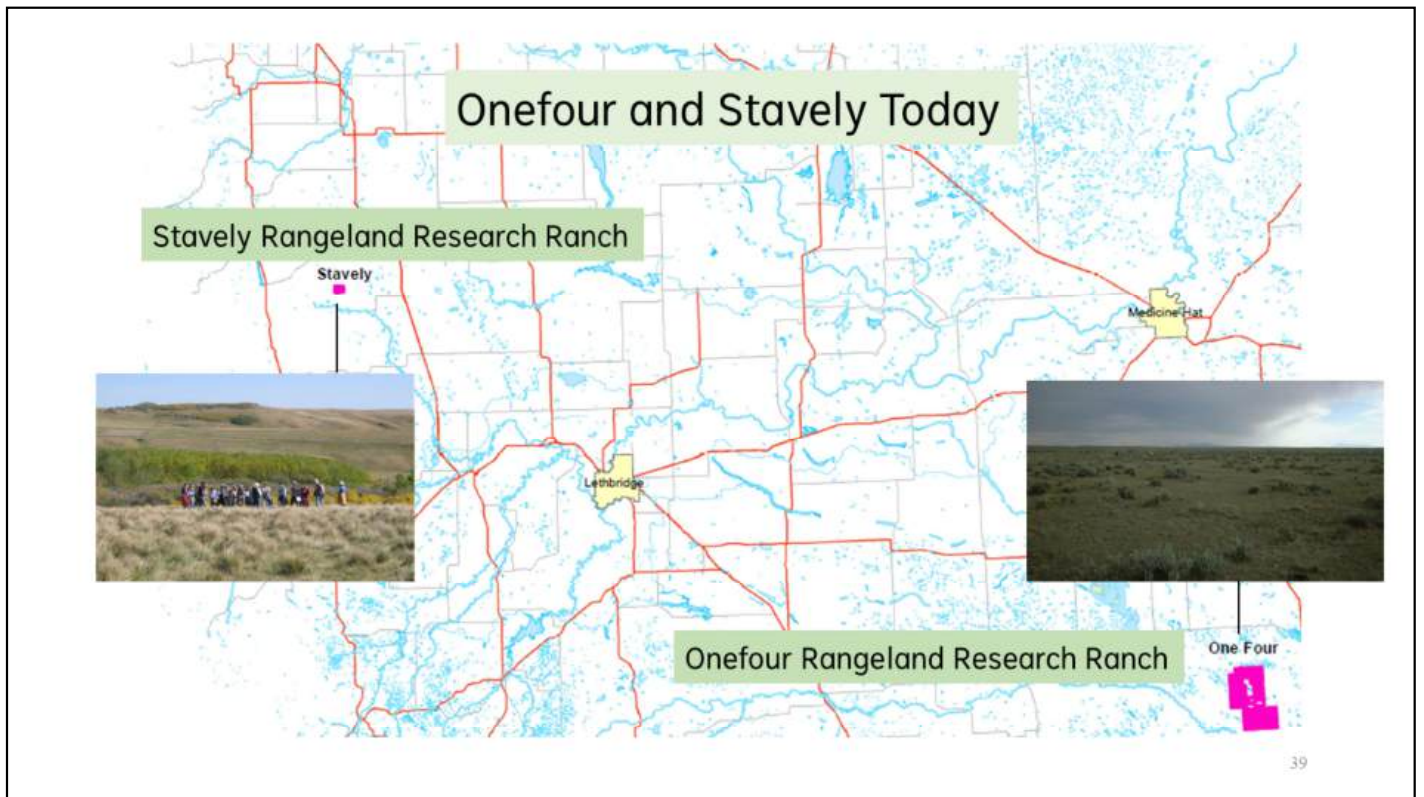 Onefour and Stavely Today
Stavely Rangeland Research Ranch
Stavely
Medicine Hat
Lethbridge
Onefour Rangeland Research Ranch
One Four
39